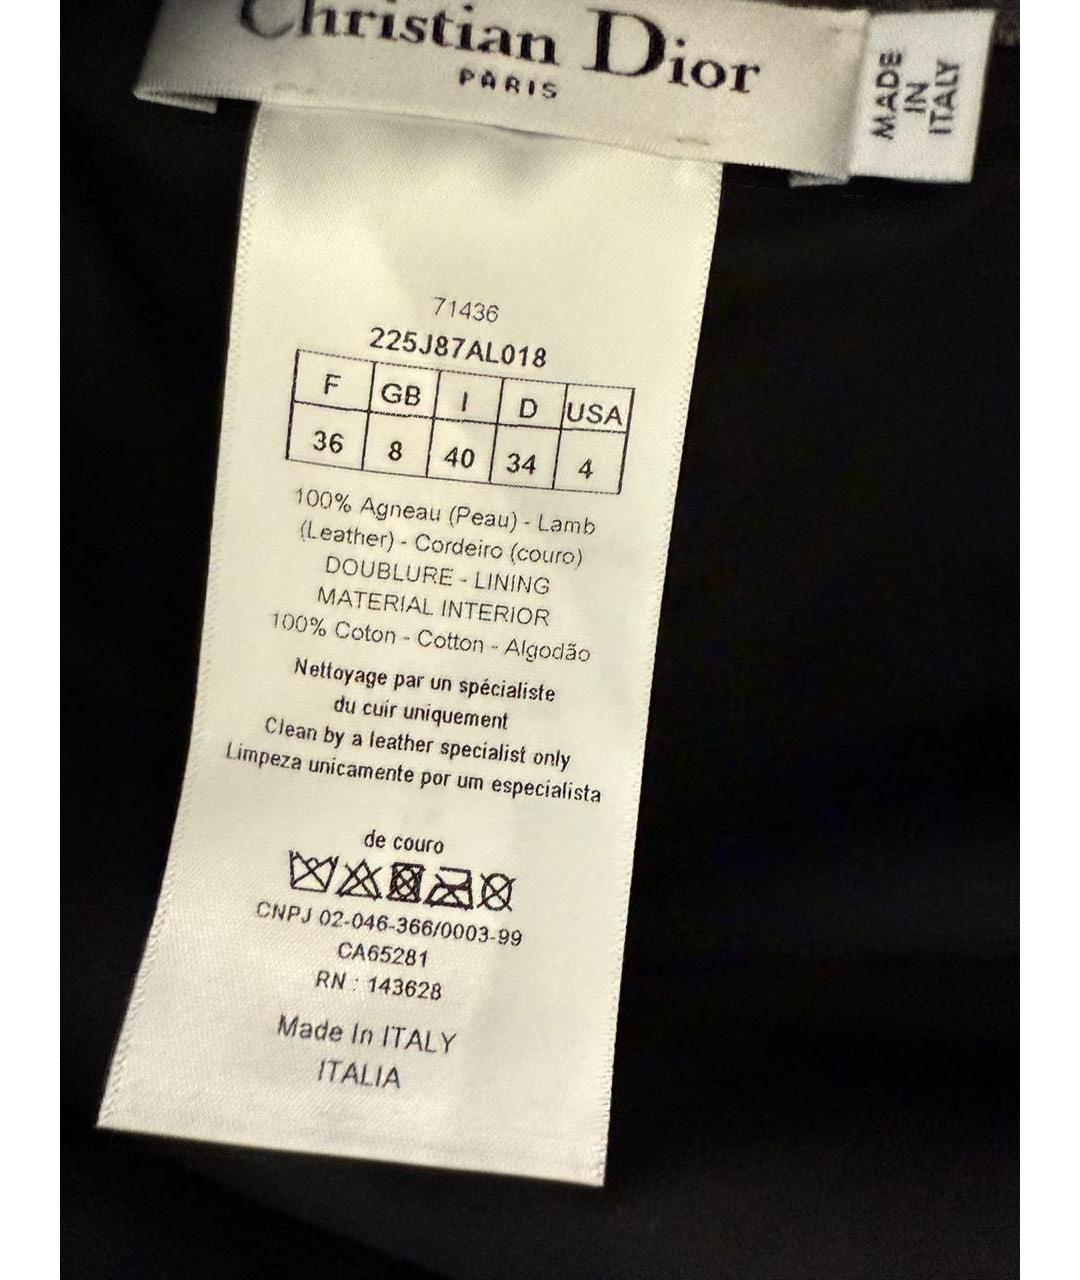 Christian Dior
PARIS
MADE
IN
ITALY
71436
225J87AL018
F GB I D USA
36 8 40 34 4
100% Agneau (Peau) - Lamb
(Leather) - Cordeiro (couro)
DOUBLURE - LINING
MATERIAL INTERIOR
100% Coton - Cotton - Algodão
Nettoyage par un spécialiste
du cuir uniquement
Clean by a leather specialist only
Limpeza unicamente por um especialista
de couro
CNPJ 02-046-366/0003-99
CA65281
RN : 143628
Made In ITALY
ITALIA